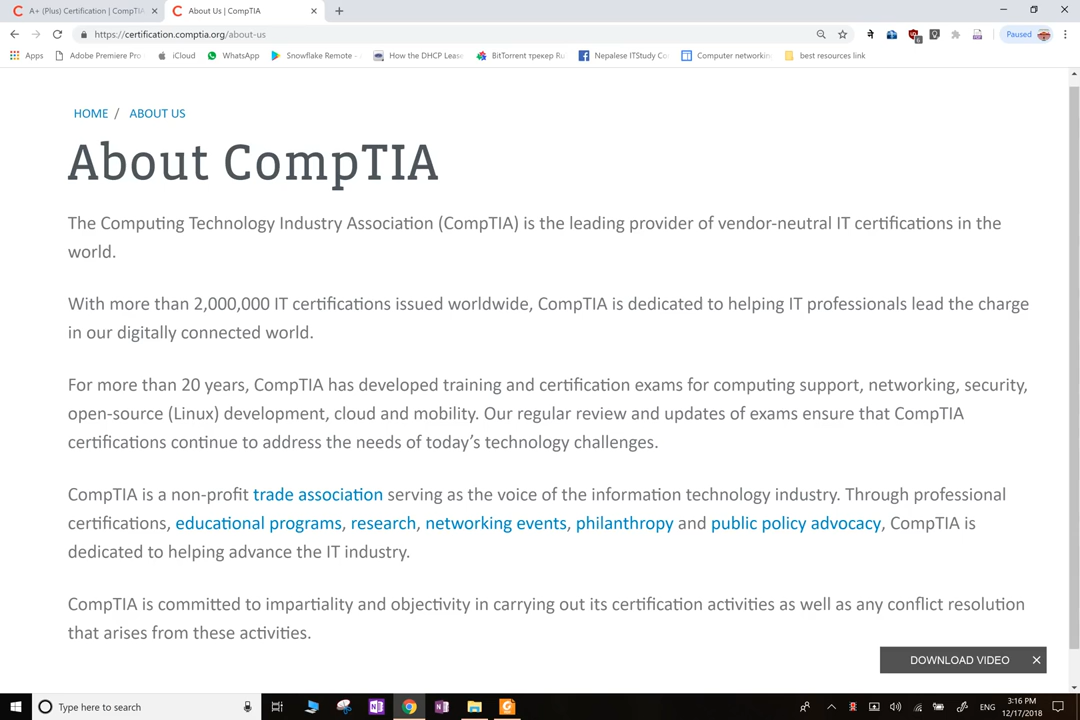 A+ (Plus) Certification | CompTIA
About Us | CompTIA
https://certification.comptia.org/about-us
Paused
Apps
Adobe Premiere Pro
iCloud
WhatsApp
Snowflake Remote -
How the DHCP Lease
BitTorrent трекер Ru
Nepalese ITStudy Co
Computer networkin
best resources link
HOME / ABOUT US
About CompTIA
The Computing Technology Industry Association (CompTIA) is the leading provider of vendor-neutral IT certifications in the
world.
With more than 2,000,000 IT certifications issued worldwide, CompTIA is dedicated to helping IT professionals lead the charge
in our digitally connected world.
For more than 20 years, CompTIA has developed training and certification exams for computing support, networking, security,
open-source (Linux) development, cloud and mobility. Our regular review and updates of exams ensure that CompTIA
certifications continue to address the needs of today's technology challenges.
CompTIA is a non-profit trade association serving as the voice of the information technology industry. Through professional
certifications, educational programs, research, networking events, philanthropy and public policy advocacy, CompTIA is
dedicated to helping advance the IT industry.
CompTIA is committed to impartiality and objectivity in carrying out its certification activities as well as any conflict resolution
that arises from these activities.
DOWNLOAD VIDEO
Type here to search
ENG
3:16 PM
12/17/2018